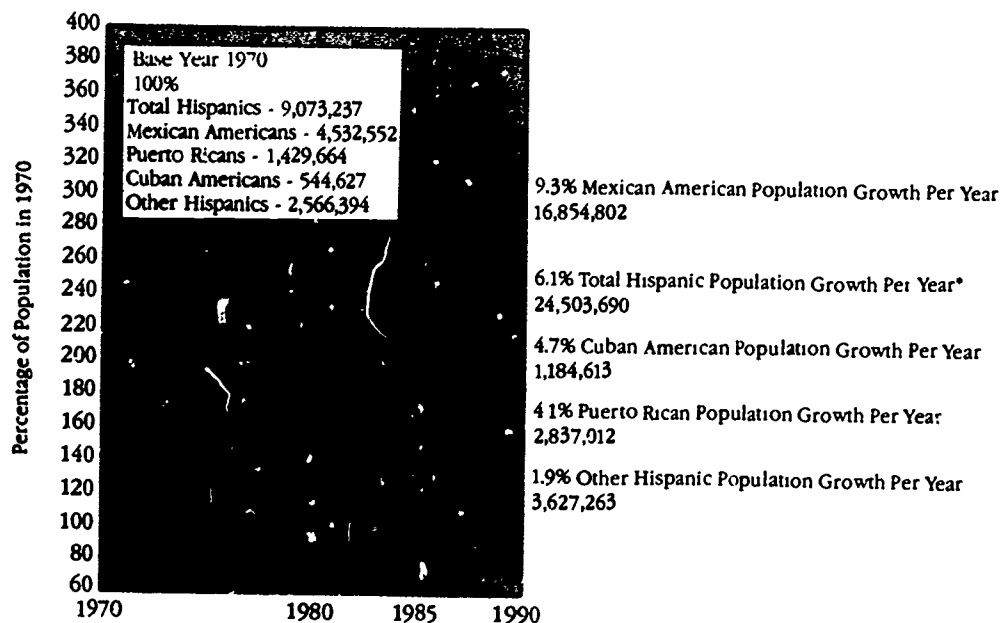 400
380
360
340
320
300
280
260
240
220
200
180
160
140
120
100
80
60
Percentage of Population in 1970
Base Year 1970
100%
Total Hispanics - 9,073,237
Mexican Americans - 4,532,552
Puerto Ricans - 1,429,664
Cuban Americans - 544,627
Other Hispanics - 2,566,394
9.3% Mexican American Population Growth Per Year
16,854,802
6.1% Total Hispanic Population Growth Per Year*
24,503,690
4.7% Cuban American Population Growth Per Year
1,184,613
4 1% Puerto Rican Population Growth Per Year
2,837,012
1.9% Other Hispanic Population Growth Per Year
3,627,263
1970 1980 1985 1990